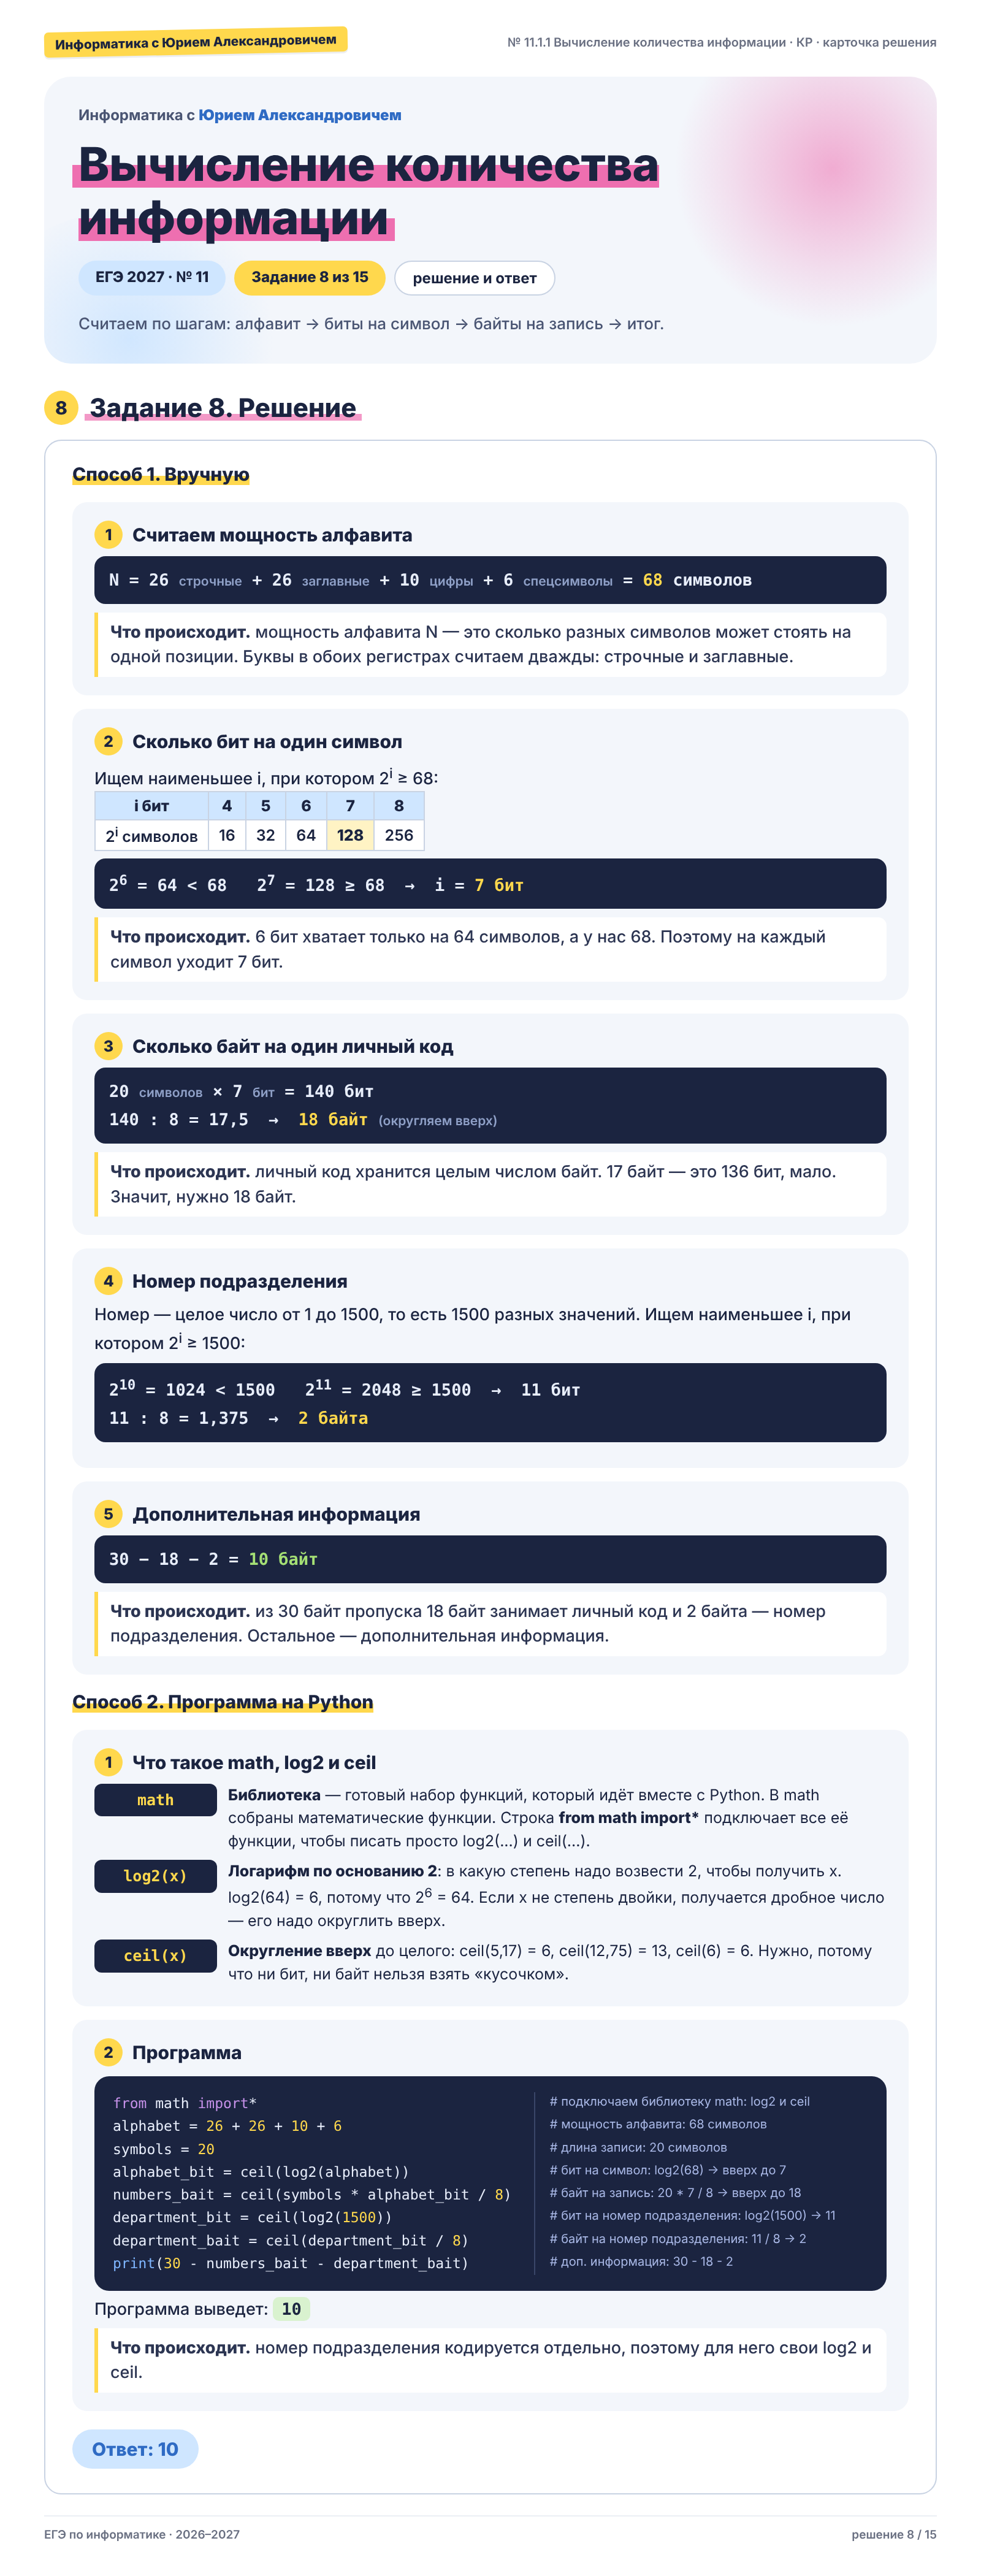 Информатика с Юрием Александровичем
№ 11.1.1 Вычисление количества информации · КР · карточка решения
Информатика с Юрием Александровичем
Вычисление количества
информации
ЕГЭ 2027 · № 11
Задание 8 из 15
решение и ответ
Считаем по шагам: алфавит → биты на символ → байты на запись → итог.
8 Задание 8. Решение
Способ 1. Вручную
1 Считаем мощность алфавита
N = 26 строчные + 26 заглавные + 10 цифры + 6 спецсимволы = 68 символов
Что происходит. мощность алфавита N — это сколько разных символов может стоять на
одной позиции. Буквы в обоих регистрах считаем дважды: строчные и заглавные.
2 Сколько бит на один символ
Ищем наименьшее i, при котором 2^i ≥ 68:
i бит 4 5 6 7 8
2^i символов 16 32 64 128 256
2^6 = 64 < 68 2^7 = 128 ≥ 68 → i = 7 бит
Что происходит. 6 бит хватает только на 64 символов, а у нас 68. Поэтому на каждый
символ уходит 7 бит.
3 Сколько байт на один личный код
20 символов × 7 бит = 140 бит
140 : 8 = 17,5 → 18 байт (округляем вверх)
Что происходит. личный код хранится целым числом байт. 17 байт — это 136 бит, мало.
Значит, нужно 18 байт.
4 Номер подразделения
Номер — целое число от 1 до 1500, то есть 1500 разных значений. Ищем наименьшее i, при
котором 2^i ≥ 1500:
2^10 = 1024 < 1500 2^11 = 2048 ≥ 1500 → 11 бит
11 : 8 = 1,375 → 2 байта
5 Дополнительная информация
30 − 18 − 2 = 10 байт
Что происходит. из 30 байт пропуска 18 байт занимает личный код и 2 байта — номер
подразделения. Остальное — дополнительная информация.
Способ 2. Программа на Python
1 Что такое math, log2 и ceil
math
Библиотека — готовый набор функций, который идёт вместе с Python. В math
собраны математические функции. Строка from math import* подключает все её
функции, чтобы писать просто log2(...) и ceil(...).
log2(x)
Логарифм по основанию 2: в какую степень надо возвести 2, чтобы получить x.
log2(64) = 6, потому что 2^6 = 64. Если x не степень двойки, получается дробное число
— его надо округлить вверх.
ceil(x)
Округление вверх до целого: ceil(5,17) = 6, ceil(12,75) = 13, ceil(6) = 6. Нужно, потому
что ни бит, ни байт нельзя взять «кусочком».
2 Программа
from math import* # подключаем библиотеку math: log2 и ceil
alphabet = 26 + 26 + 10 + 6 # мощность алфавита: 68 символов
symbols = 20 # длина записи: 20 символов
alphabet_bit = ceil(log2(alphabet)) # бит на символ: log2(68) → вверх до 7
numbers_bait = ceil(symbols * alphabet_bit / 8) # байт на запись: 20 * 7 / 8 → вверх до 18
department_bit = ceil(log2(1500)) # бит на номер подразделения: log2(1500) → 11
department_bait = ceil(department_bit / 8) # байт на номер подразделения: 11 / 8 → 2
print(30 - numbers_bait - department_bait) # доп. информация: 30 - 18 - 2
Программа выведет: 10
Что происходит. номер подразделения кодируется отдельно, поэтому для него свои log2 и
ceil.
Ответ: 10
ЕГЭ по информатике · 2026–2027
решение 8 / 15